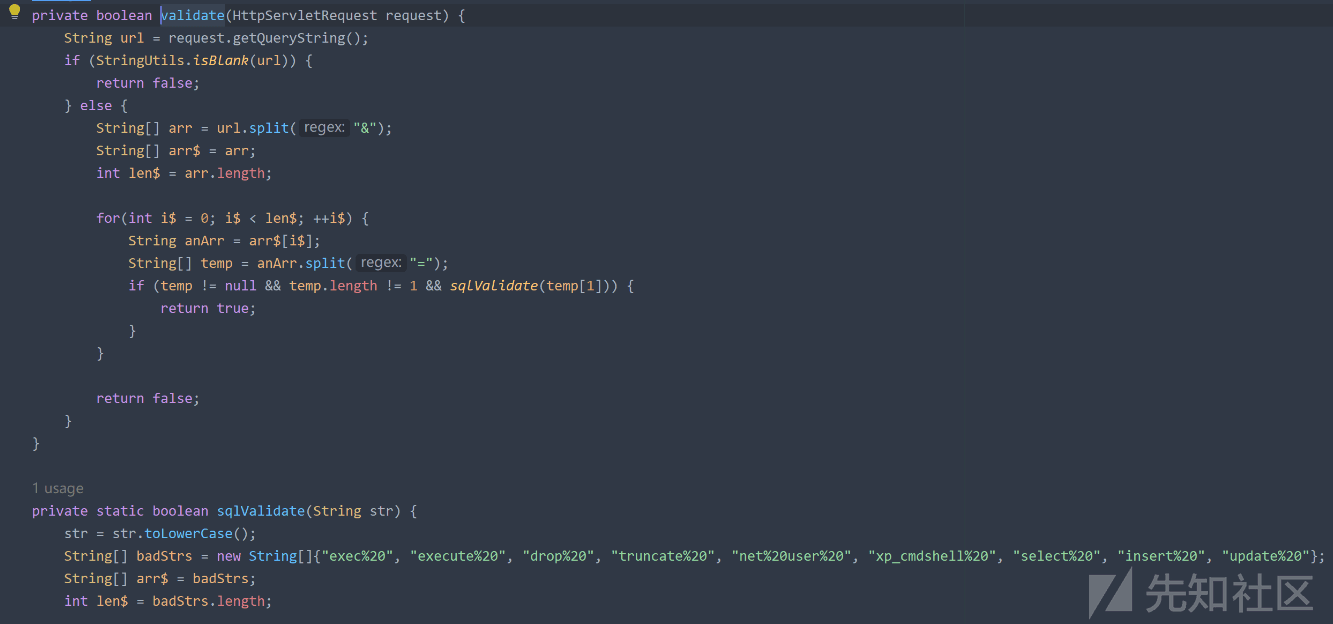 private boolean validate(HttpServletRequest request) {
String url = request.getQueryString();
if (StringUtils.isBlank(url)) {
return false;
} else {
String[] arr = url.split( regex: "&");
String[] arr$ = arr;
int len$ = arr.length;
for(int i$ = 0; i$ < len$; ++i$) {
String anArr = arr$[i$];
String[] temp = anArr.split( regex: "=");
if (temp != null && temp.length != 1 && sqlValidate(temp[1])) {
return true;
}
}
return false;
}
}
1 usage
private static boolean sqlValidate(String str) {
str = str.toLowerCase();
String[] badStrs = new String[]{"exec%20", "execute%20", "drop%20", "truncate%20", "net%20user%20", "xp_cmdshell%20", "select%20", "insert%20", "update%20"};
String[] arr$ = badStrs;
int len$ = badStrs.length;
先知社区